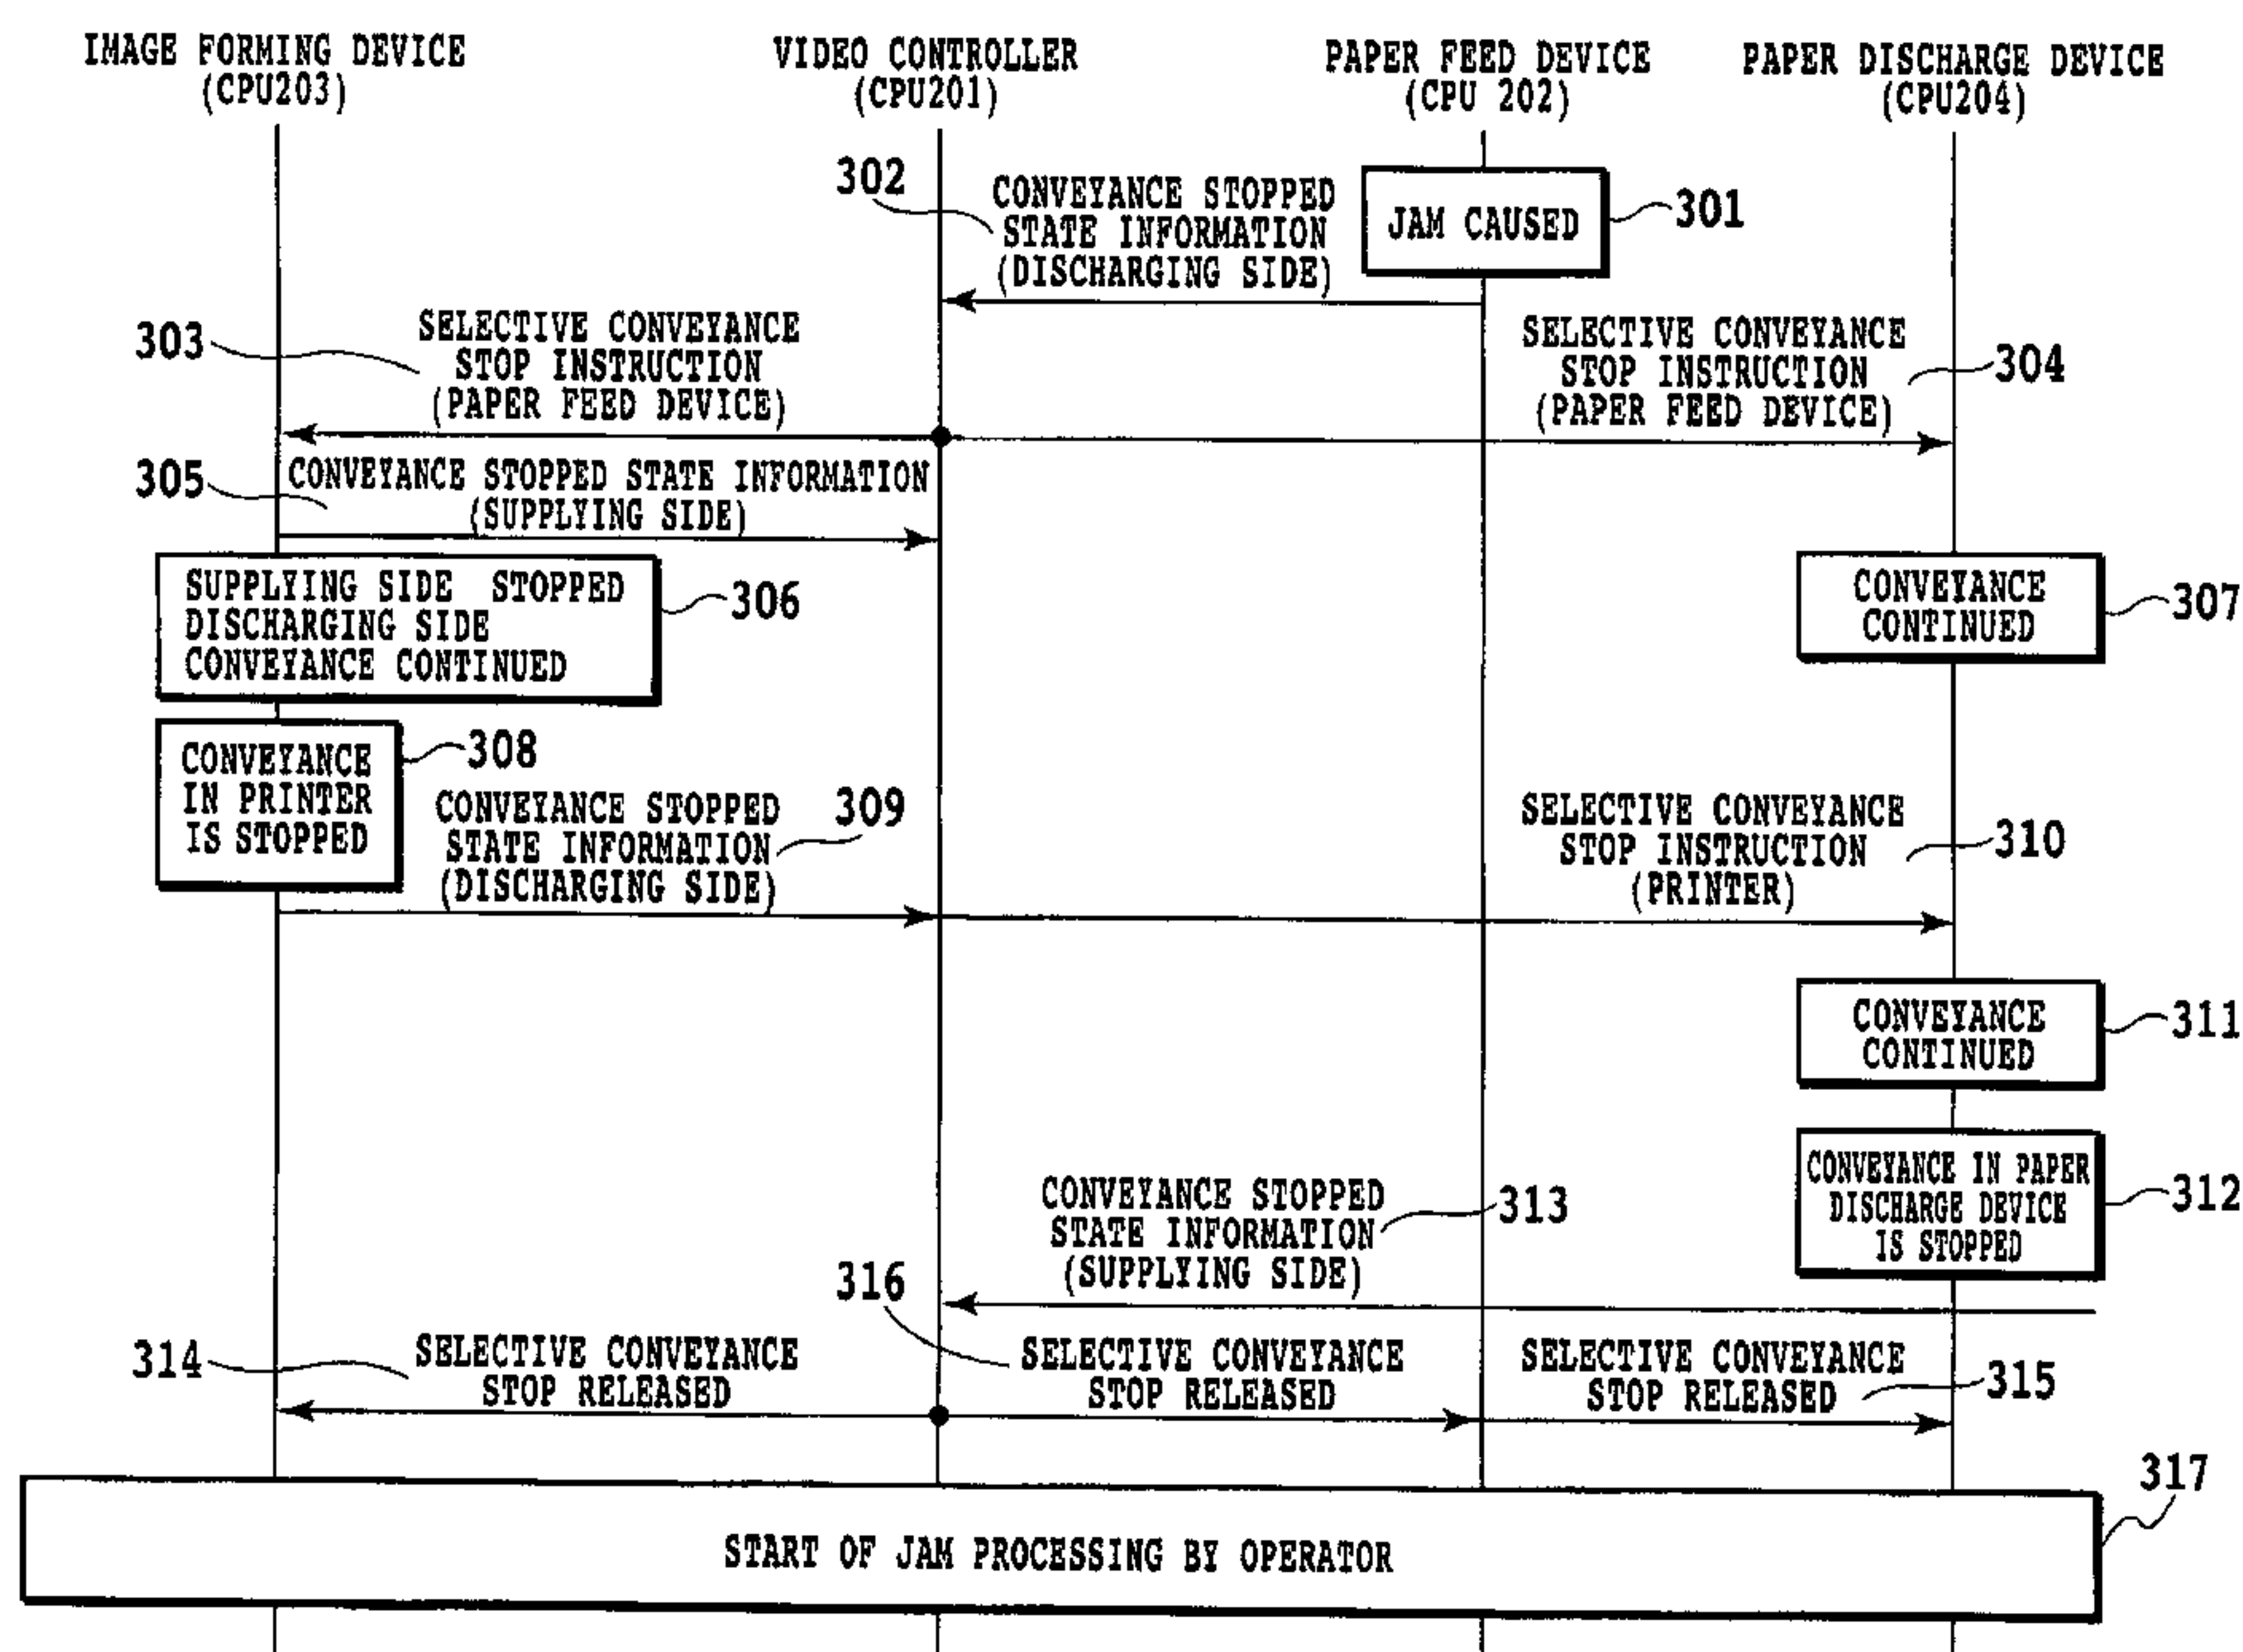 IMAGE FORMING DEVICE
(CPU203)
VIDEO CONTROLLER
(CPU201)
PAPER FEED DEVICE
(CPU 202)
PAPER DISCHARGE DEVICE
(CPU204)
302
CONVEYANCE STOPPED
STATE INFORMATION
(DISCHARGING SIDE)
JAM CAUSED
301
303
SELECTIVE CONVEYANCE
STOP INSTRUCTION
(PAPER FEED DEVICE)
SELECTIVE CONVEYANCE
STOP INSTRUCTION
(PAPER FEED DEVICE)
304
305
CONVEYANCE STOPPED STATE INFORMATION
(SUPPLYING SIDE)
SUPPLYING SIDE STOPPED
DISCHARGING SIDE
CONVEYANCE CONTINUED
306
CONVEYANCE
CONTINUED
307
CONVEYANCE
IN PRINTER
IS STOPPED
308
CONVEYANCE STOPPED
STATE INFORMATION
(DISCHARGING SIDE)
309
SELECTIVE CONVEYANCE
STOP INSTRUCTION
(PRINTER)
310
CONVEYANCE
CONTINUED
311
CONVEYANCE IN PAPER
DISCHARGE DEVICE
IS STOPPED
312
CONVEYANCE STOPPED
STATE INFORMATION
(SUPPLYING SIDE)
313
316
314
SELECTIVE CONVEYANCE
STOP RELEASED
SELECTIVE CONVEYANCE
STOP RELEASED
SELECTIVE CONVEYANCE
STOP RELEASED
315
317
START OF JAM PROCESSING BY OPERATOR